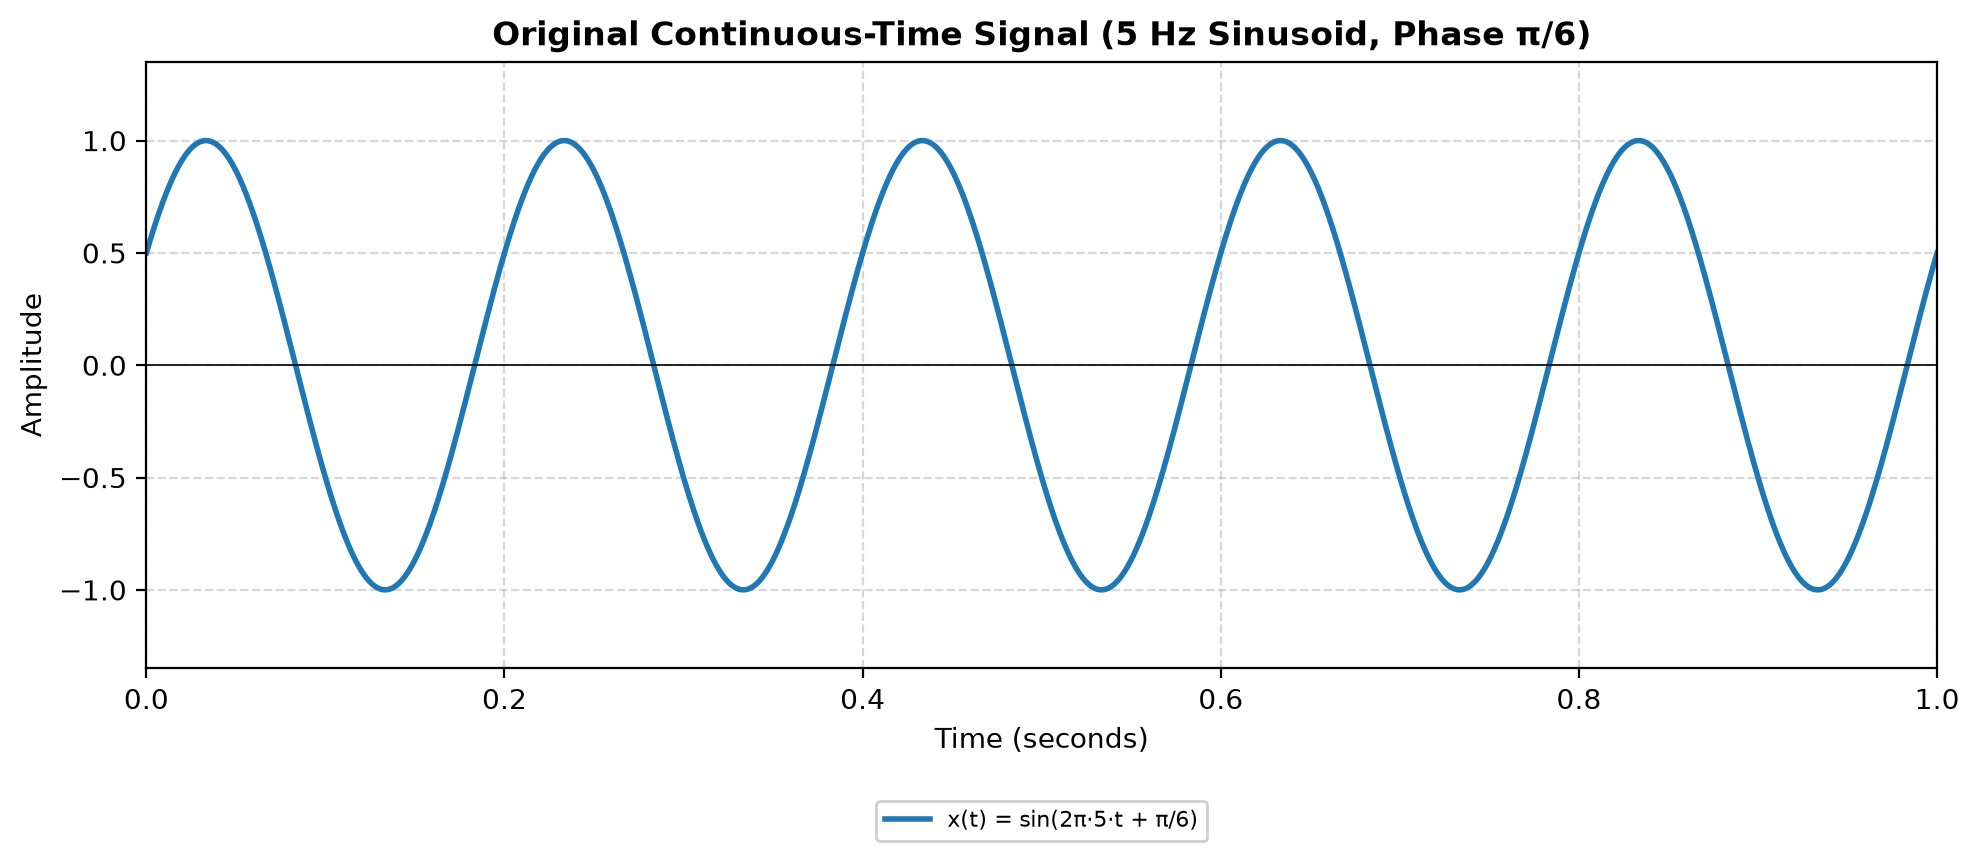 Original Continuous-Time Signal (5 Hz Sinusoid, Phase π/6)
Amplitude
1.0
0.5
0.0
−0.5
−1.0
0.0 0.2 0.4 0.6 0.8 1.0
Time (seconds)
x(t) = sin(2π·5·t + π/6)